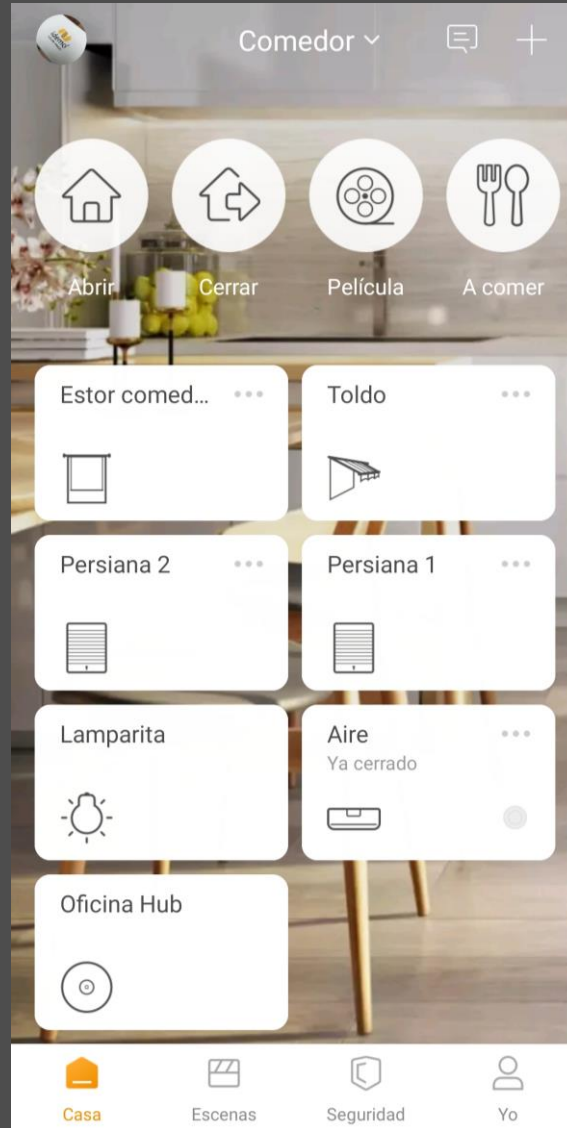 Comedor
Abrir
Cerrar
Película
A comer
Estor comed...
Toldo
Persiana 2
Persiana 1
Lamparita
Aire
Ya cerrado
Oficina Hub
Casa
Escenas
Seguridad
Yo